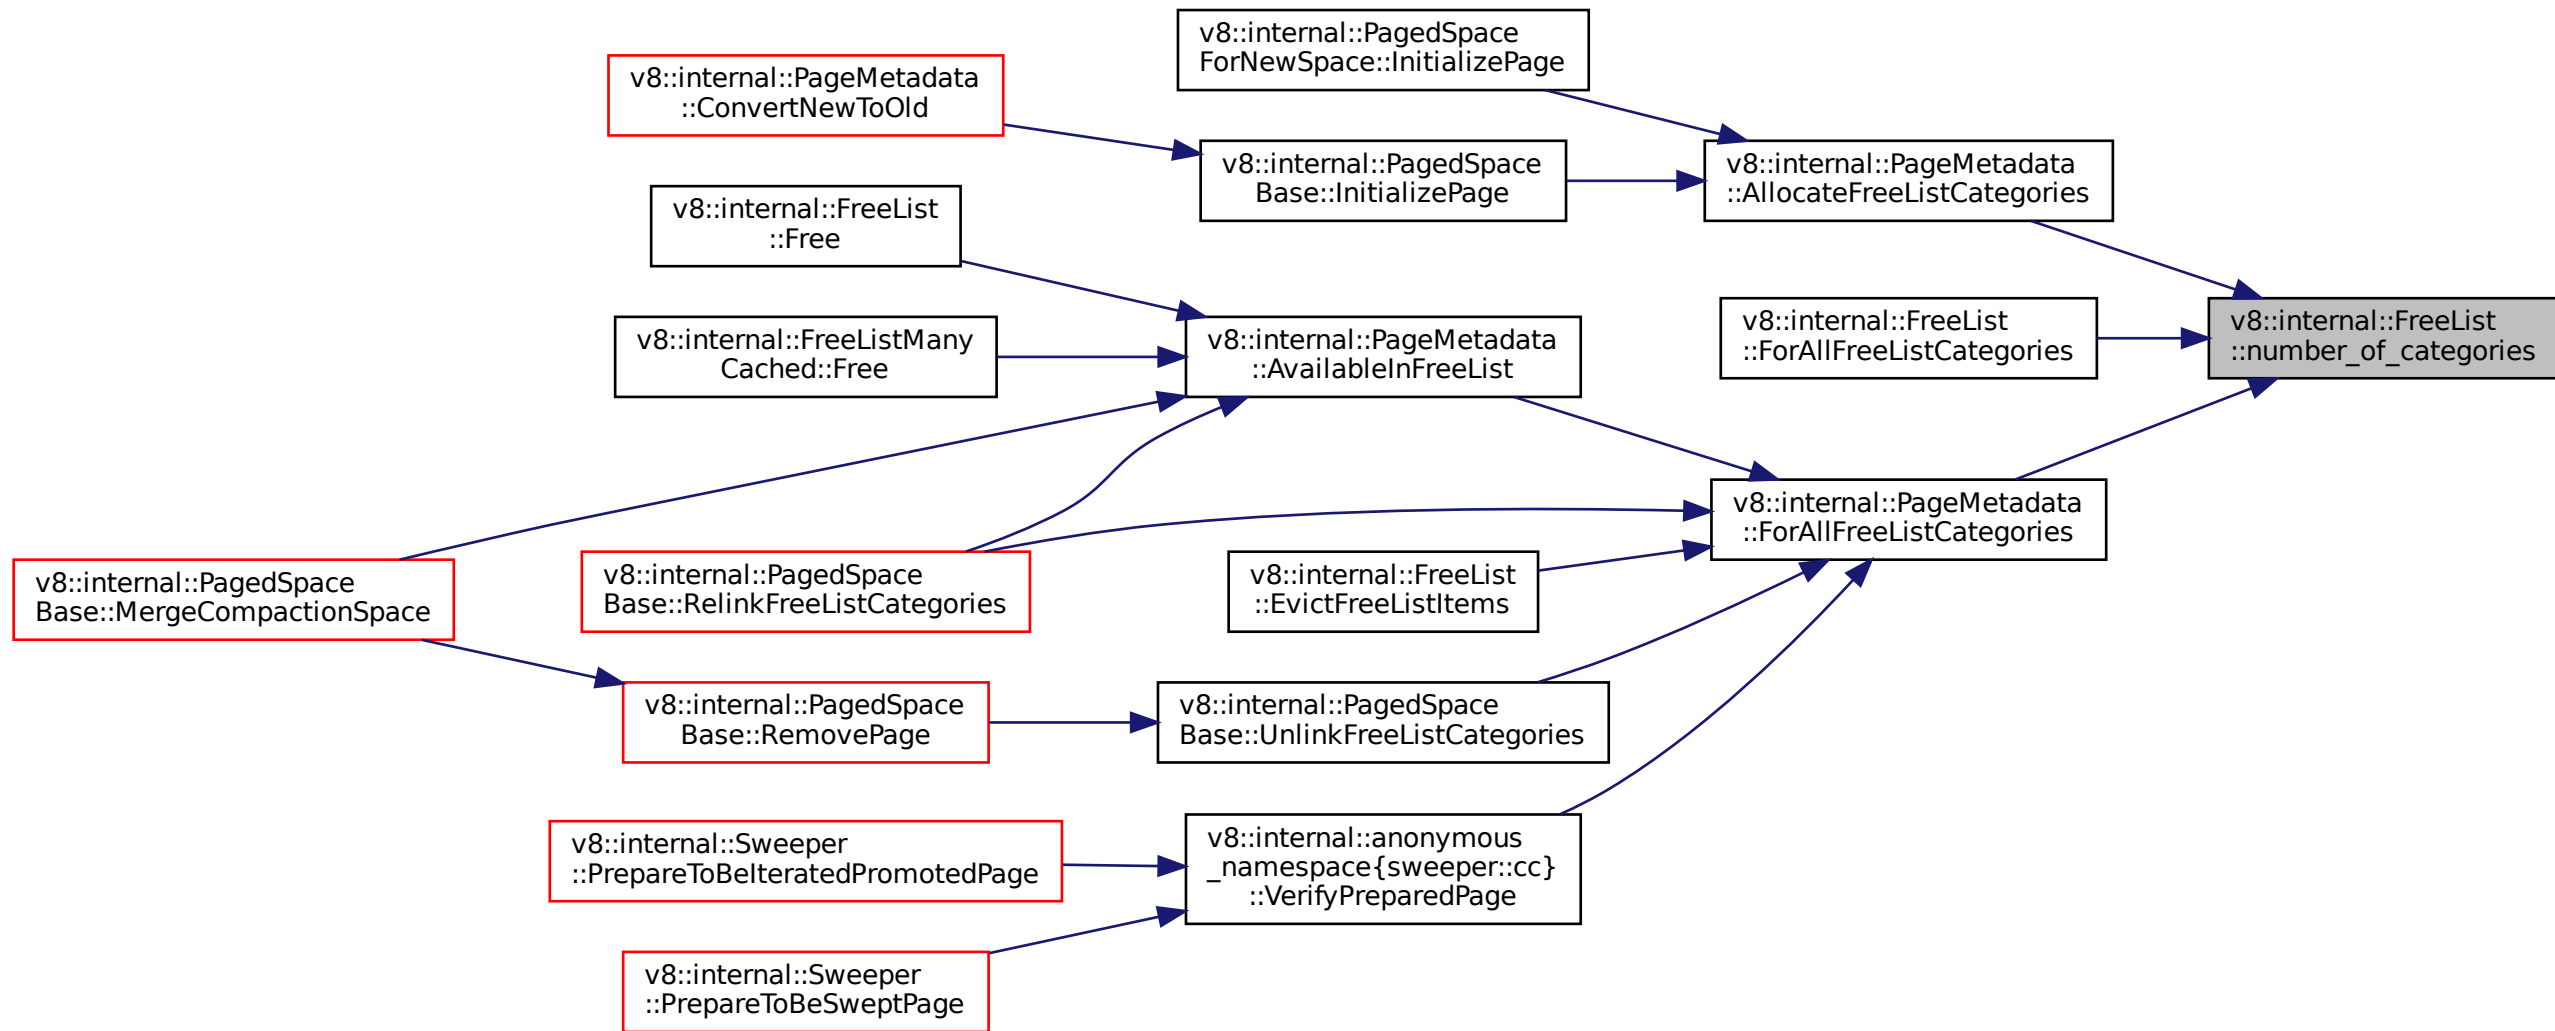 v8::internal::PagedSpace
ForNewSpace::InitializePage
v8::internal::PageMetadata
::ConvertNewToOld
v8::internal::PagedSpace
Base::InitializePage
v8::internal::PageMetadata
::AllocateFreeListCategories
v8::internal::FreeList
::Free
v8::internal::FreeListMany
Cached::Free
v8::internal::PageMetadata
::AvailableInFreeList
v8::internal::FreeList
::ForAllFreeListCategories
v8::internal::FreeList
::number_of_categories
v8::internal::PageMetadata
::ForAllFreeListCategories
v8::internal::PagedSpace
Base::MergeCompactionSpace
v8::internal::PagedSpace
Base::RelinkFreeListCategories
v8::internal::FreeList
::EvictFreeListItems
v8::internal::PagedSpace
Base::RemovePage
v8::internal::PagedSpace
Base::UnlinkFreeListCategories
v8::internal::Sweeper
::PrepareToBeIteratedPromotedPage
v8::internal::anonymous
_namespace{sweeper::cc}
::VerifyPreparedPage
v8::internal::Sweeper
::PrepareToBeSweptPage